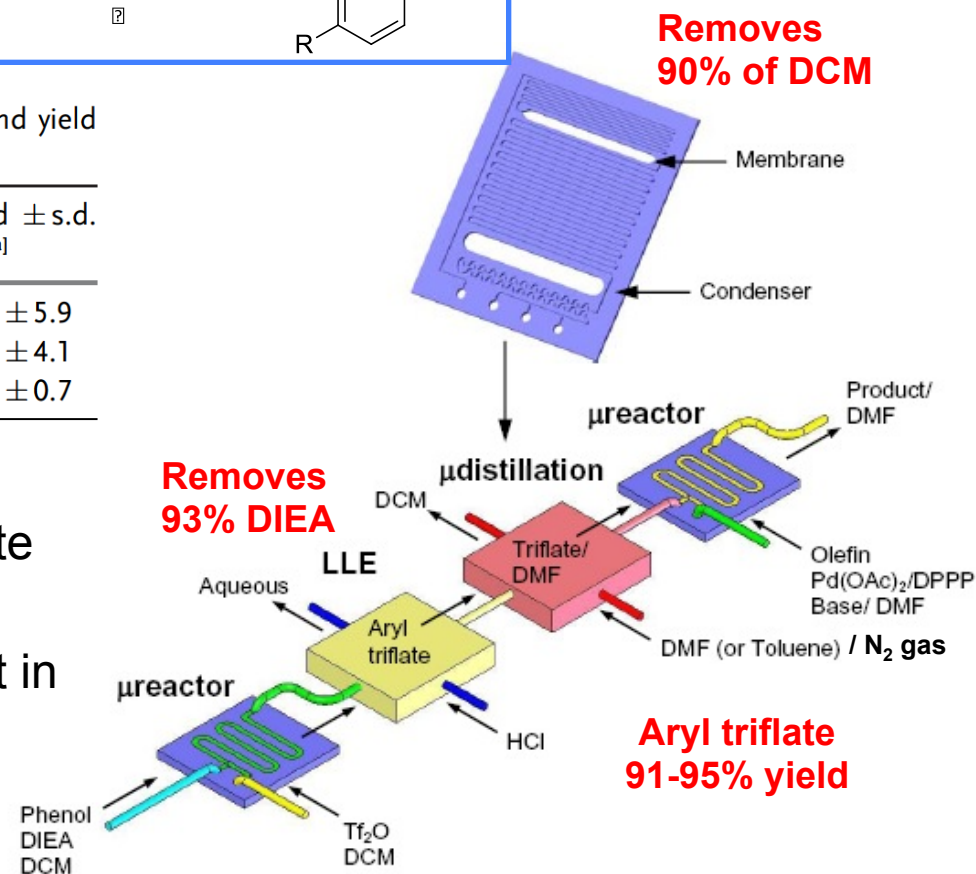 R
Removes
90% of DCM
nd yield
d ± s.d.
± 5.9
± 4.1
± 0.7
Membrane
Condenser
Product/
DMF
μreactor
μdistillation
Removes
93% DIEA
DCM
Triflate/
DMF
te
LLE
Olefin
Pd(OAc)₂/DPPP
Base/ DMF
Aqueous
Aryl
triflate
DMF (or Toluene) / N₂ gas
t in
μreactor
HCl
Aryl triflate
91-95% yield
Phenol
DIEA
DCM
Tf₂O
DCM